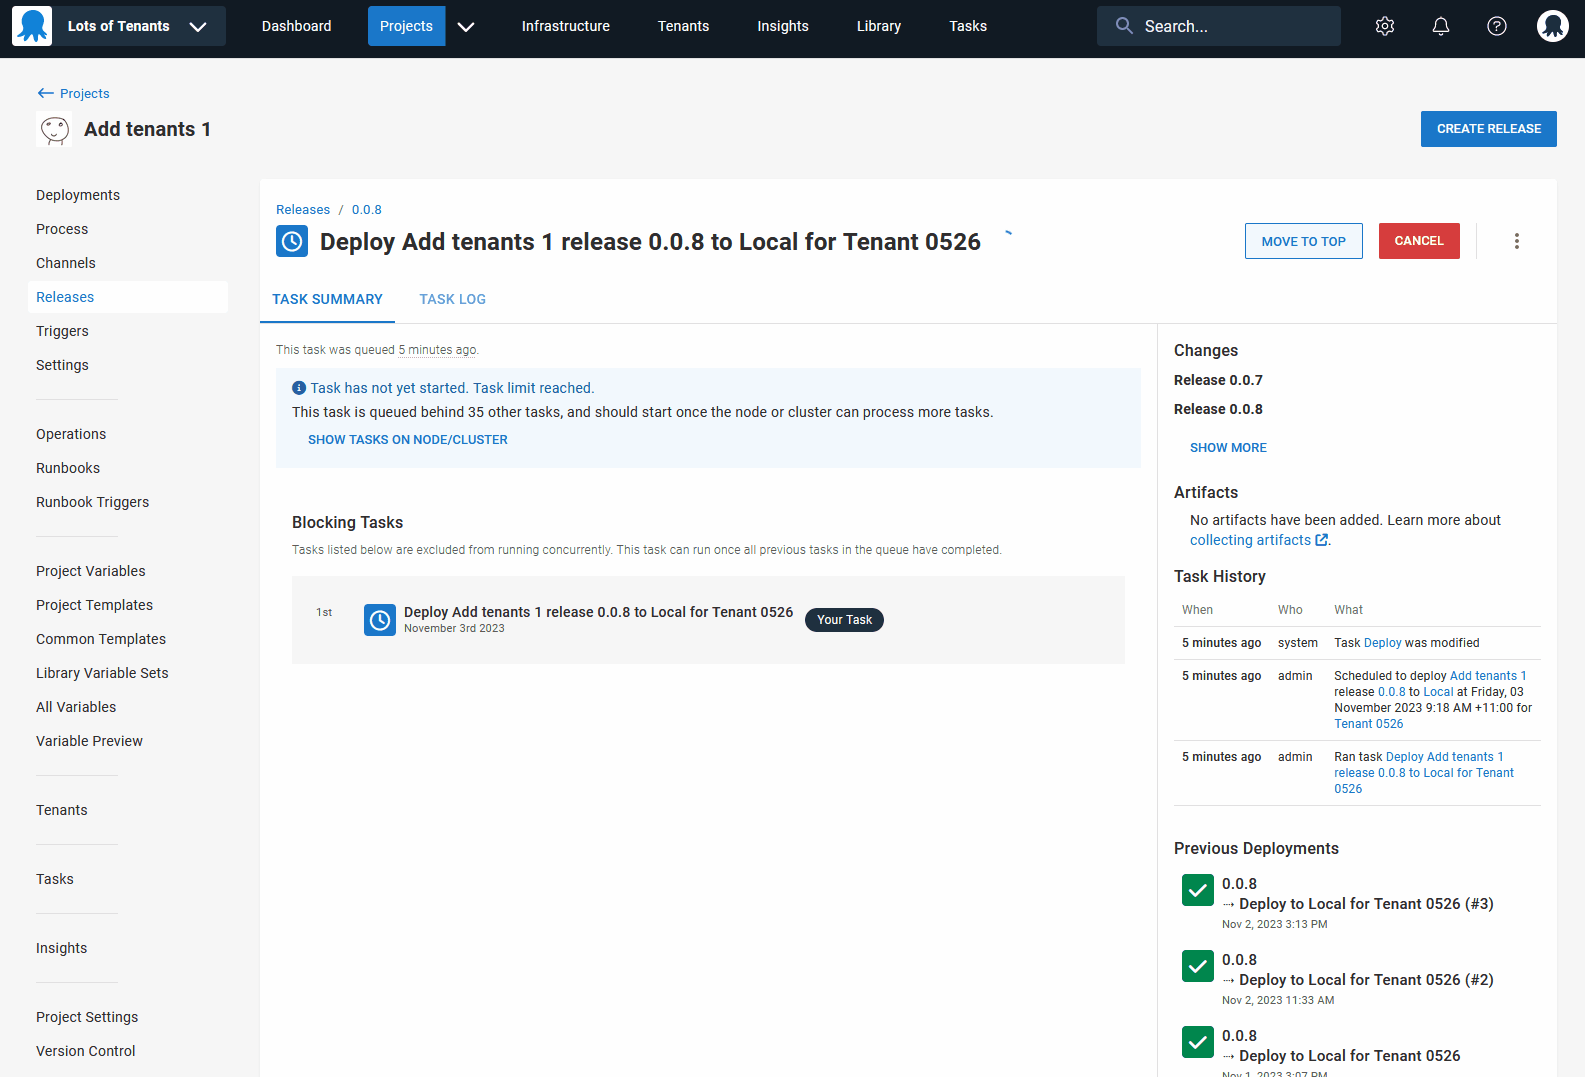 Lots of Tenants
Dashboard
Projects
Infrastructure
Tenants
Insights
Library
Tasks
Search...
Projects
Add tenants 1
CREATE RELEASE
Deployments
Process
Channels
Releases
Triggers
Settings
Operations
Runbooks
Runbook Triggers
Project Variables
Project Templates
Common Templates
Library Variable Sets
All Variables
Variable Preview
Tenants
Tasks
Insights
Project Settings
Version Control
Releases / 0.0.8
Deploy Add tenants 1 release 0.0.8 to Local for Tenant 0526
MOVE TO TOP
CANCEL
TASK SUMMARY
TASK LOG
This task was queued 5 minutes ago.
Task has not yet started. Task limit reached.
This task is queued behind 35 other tasks, and should start once the node or cluster can process more tasks.
SHOW TASKS ON NODE/CLUSTER
Blocking Tasks
Tasks listed below are excluded from running concurrently. This task can run once all previous tasks in the queue have completed.
1st
Deploy Add tenants 1 release 0.0.8 to Local for Tenant 0526
Your Task
November 3rd 2023
Changes
Release 0.0.7
Release 0.0.8
SHOW MORE
Artifacts
No artifacts have been added. Learn more about
collecting artifacts.
Task History
When Who What
5 minutes ago system Task Deploy was modified
5 minutes ago admin Scheduled to deploy Add tenants 1
release 0.0.8 to Local at Friday, 03
November 2023 9:18 AM +11:00 for
Tenant 0526
5 minutes ago admin Ran task Deploy Add tenants 1
release 0.0.8 to Local for Tenant
0526
Previous Deployments
0.0.8
⇢ Deploy to Local for Tenant 0526 (#3)
Nov 2, 2023 3:13 PM
0.0.8
⇢ Deploy to Local for Tenant 0526 (#2)
Nov 2, 2023 11:33 AM
0.0.8
⇢ Deploy to Local for Tenant 0526
Nov 1, 2023 3:07 PM